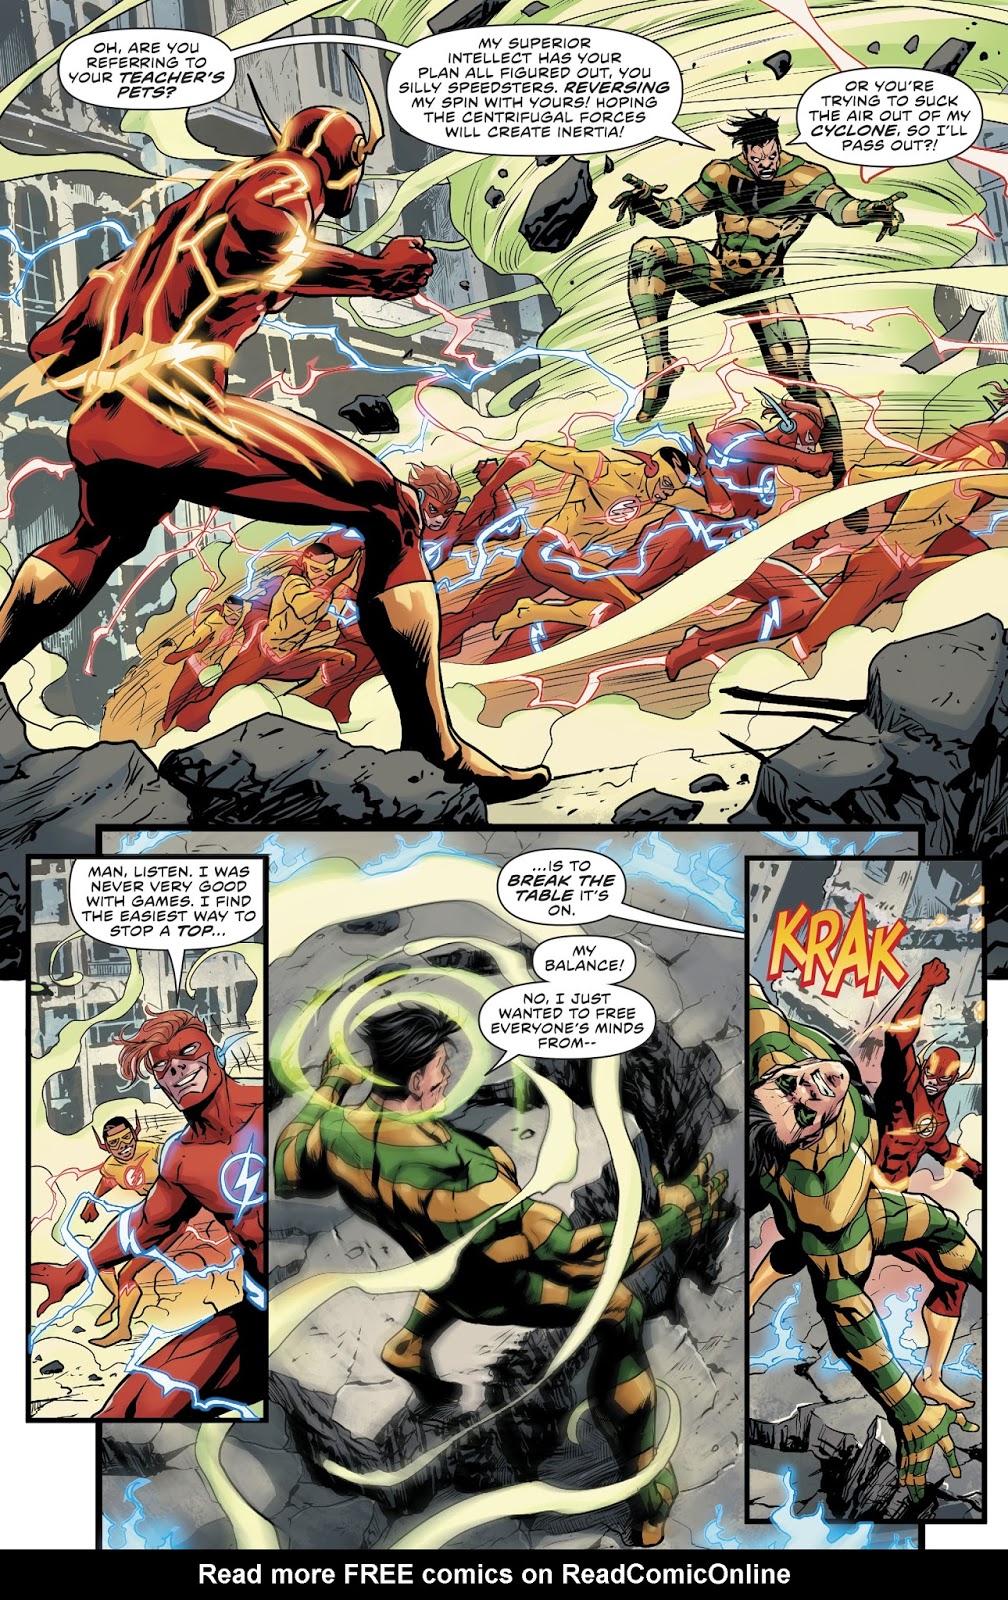 OH, ARE YOU
REFERRING TO
YOUR TEACHER'S
PETS?
MY SUPERIOR
INTELLECT HAS YOUR
PLAN ALL FIGURED OUT, YOU
SILLY SPEEDSTERS. REVERSING
MY SPIN WITH YOURS! HOPING
THE CENTRIFUGAL FORCES
WILL CREATE INERTIA!
OR YOU'RE
TRYING TO SUCK
THE AIR OUT OF MY
CYCLONE, SO I'LL
PASS OUT?!
MAN, LISTEN. I WAS
NEVER VERY GOOD
WITH GAMES. I FIND
THE EASIEST WAY TO
STOP A TOP...
...IS TO
BREAK THE
TABLE IT'S
ON.
MY
BALANCE!
NO, I JUST
WANTED TO FREE
EVERYONE'S MINDS
FROM--
KRAK
Read more FREE comics on ReadComicOnline